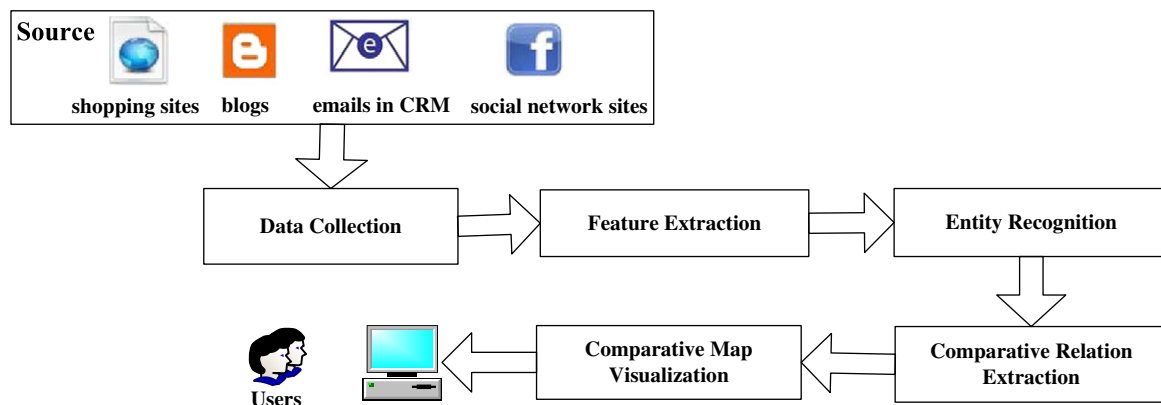 Source
shopping sites
blogs
emails in CRM
social network sites
Data Collection
Feature Extraction
Entity Recognition
Comparative Relation
Extraction
Comparative Map
Visualization
Users